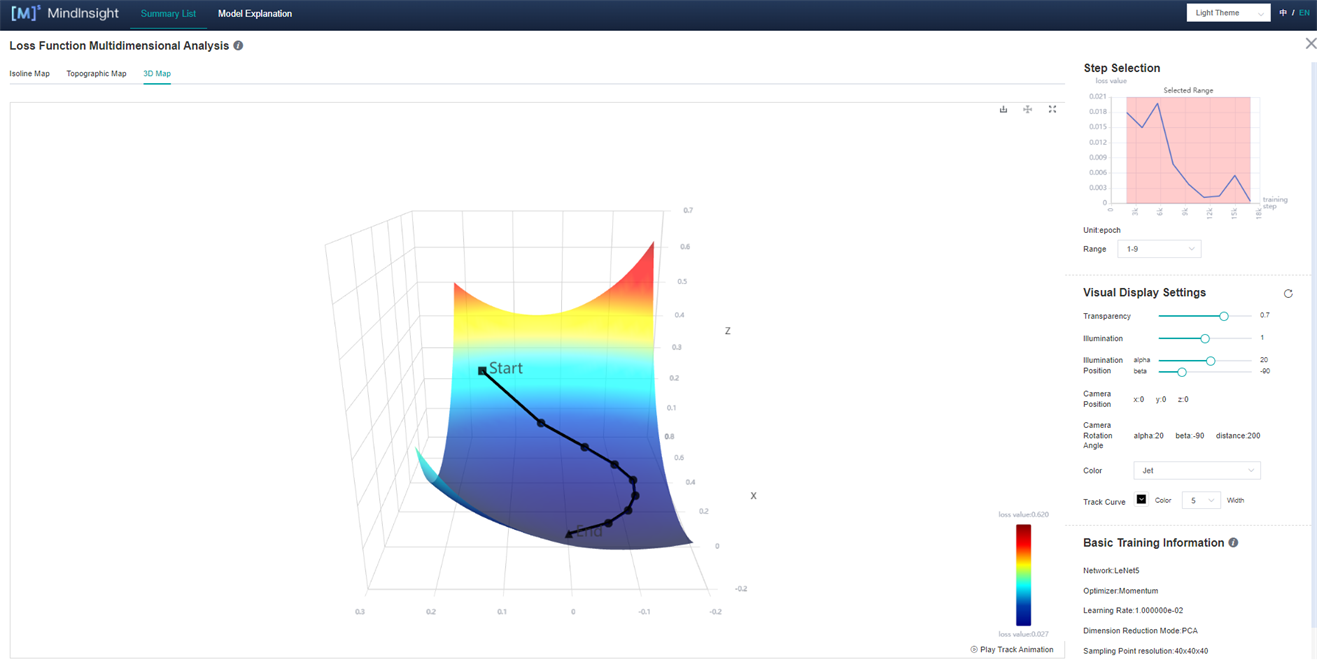 [M]s MindInsight
Summary List
Model Explanation
Light Theme
中 / EN
Loss Function Multidimensional Analysis
Isoline Map
Topographic Map
3D Map
0.7
0.6
0.5
0.4
0.3
0.2
0.1
0.8
0.6
0.4
0.2
0
-0.2
Z
X
0.3
0.2
0.1
0
-0.1
-0.2
Start
End
loss value:0.620
loss value:0.027
Play Track Animation
Step Selection
loss value
Selected Range
0.021
0.018
0.015
0.012
0.009
0.006
0.003
0
0
3k
6k
9k
12k
15k
18k
training
step
Unit:epoch
Range 1-9
Visual Display Settings
Transparency 0.7
Illumination 1
Illumination
Position
alpha 20
beta -90
Camera
Position
x:0 y:0 z:0
Camera
Rotation
Angle
alpha:20 beta:-90 distance:200
Color Jet
Track Curve Color 5 Width
Basic Training Information
Network:LeNet5
Optimizer:Momentum
Learning Rate:1.000000e-02
Dimension Reduction Mode:PCA
Sampling Point resolution:40x40x40